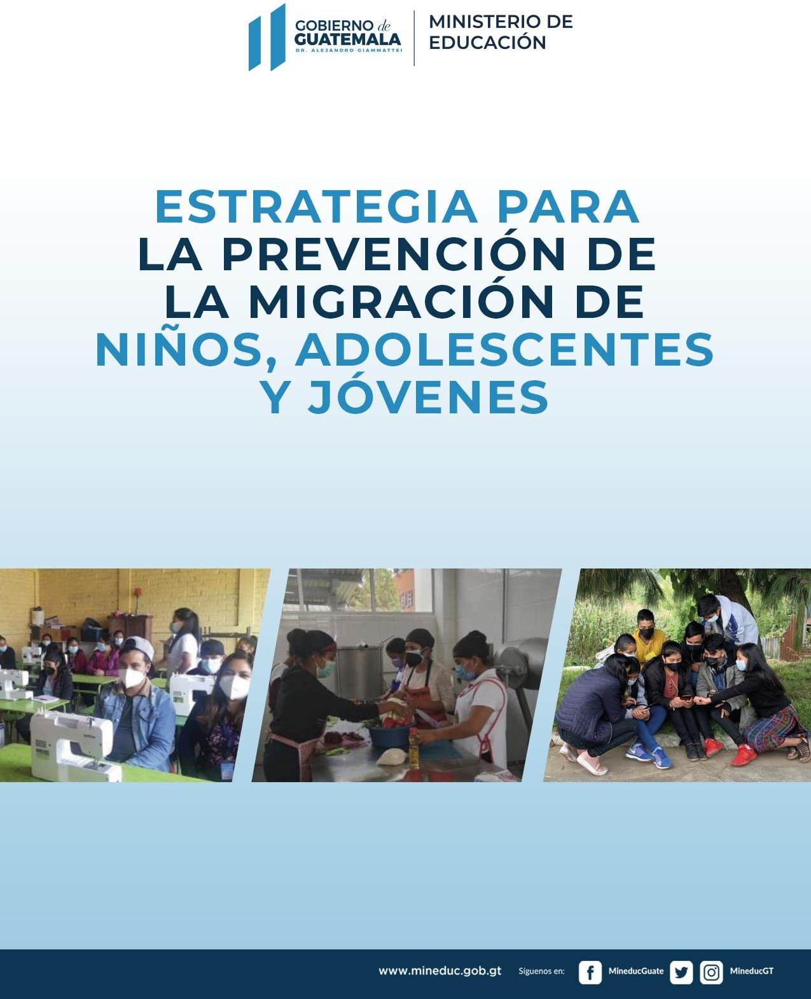 GOBIERNO de
GUATEMALA
DR. ALEJANDRO GIAMMATTEI
MINISTERIO DE
EDUCACIÓN
ESTRATEGIA PARA
LA PREVENCIÓN DE
LA MIGRACIÓN DE
NIÑOS, ADOLESCENTES
Y JÓVENES
brother
www.mineduc.gob.gt Síguenos en: MineducGuate MineducGT